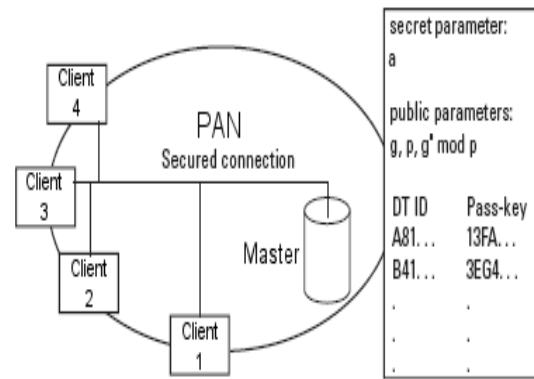 Client
4
PAN
Secured connection
Client
3
Client
2
Master
Client
1
secret parameter:
a
public parameters:
g, p, g' mod p
DT ID Pass-key
A81... 13FA...
B41... 3EG4...
. .
. .
. .